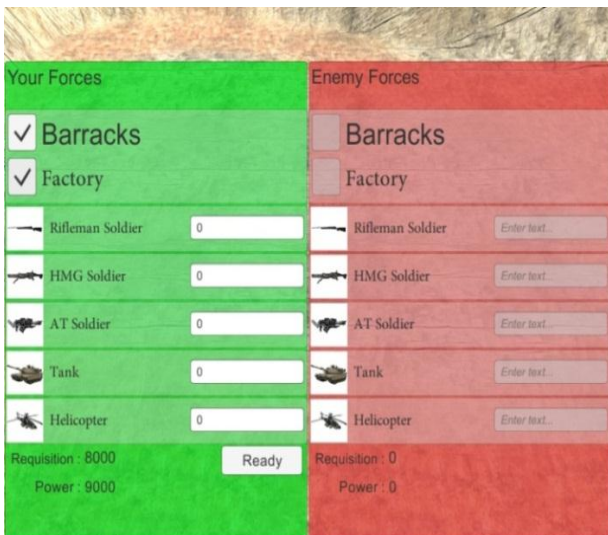 Your Forces
Barracks
Factory
Rifleman Soldier 0
HMG Soldier 0
AT Soldier 0
Tank 0
Helicopter 0
Requisition : 8000
Ready
Power : 9000
Enemy Forces
Barracks
Factory
Rifleman Soldier Enter text...
HMG Soldier Enter text...
AT Soldier Enter text...
Tank Enter text...
Helicopter Enter text...
Requisition : 0
Power : 0